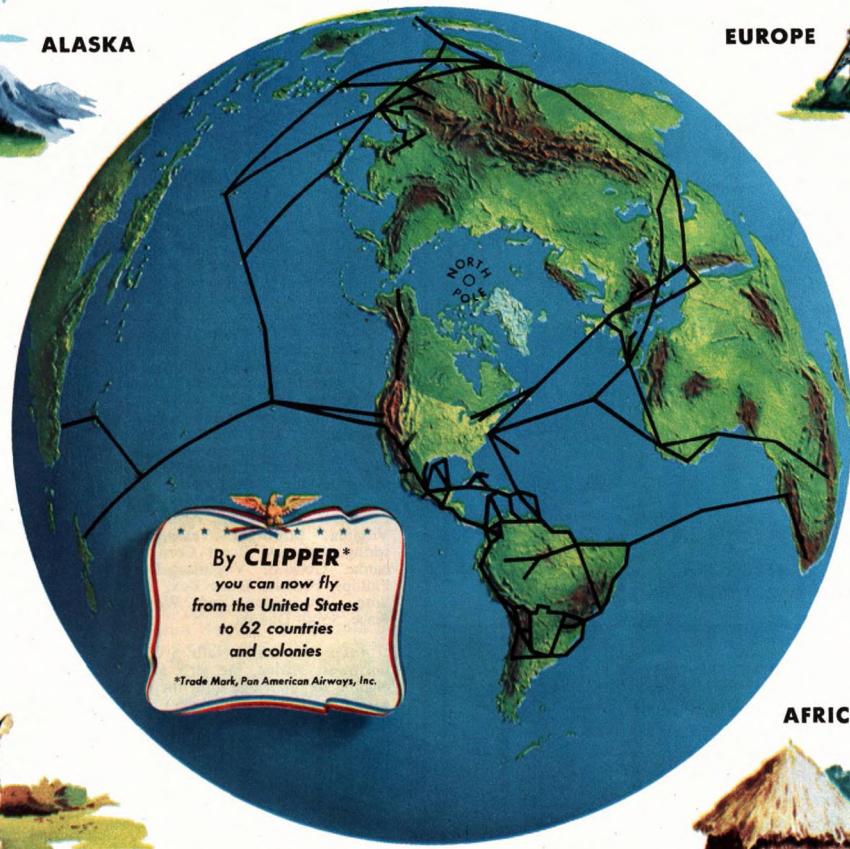 ALASKA
EUROPE
NORTH
POLE
By CLIPPER*
you can now fly
from the United States
to 62 countries
and colonies
*Trade Mark, Pan American Airways, Inc.
AFRIC